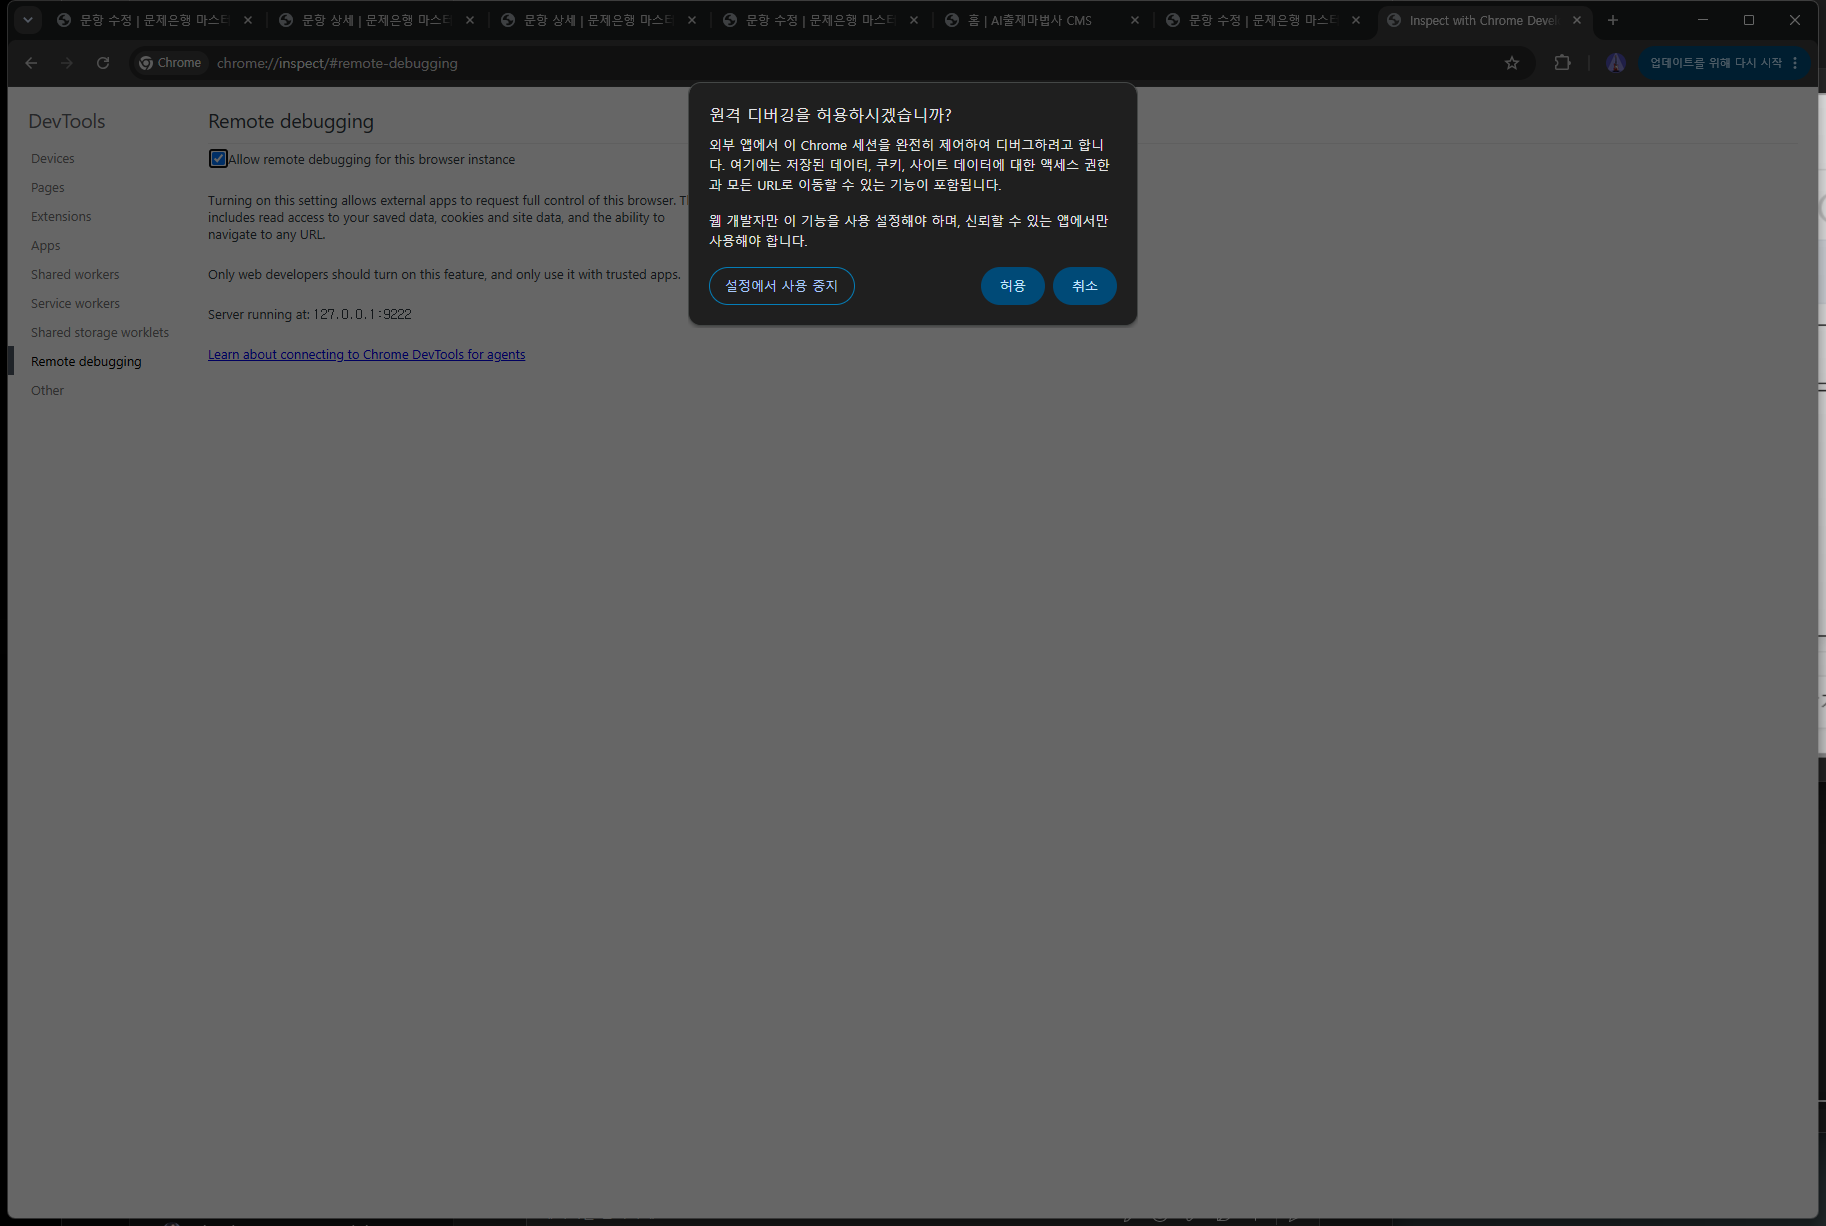 문항 수정 | 문제은행 마스터
문항 상세 | 문제은행 마스터
문항 상세 | 문제은행 마스터
문항 수정 | 문제은행 마스터
홈 | AI출제마법사 CMS
문항 수정 | 문제은행 마스터
Inspect with Chrome Devel
Chrome
chrome://inspect/#remote-debugging
업데이트를 위해 다시 시작
DevTools
Devices
Pages
Extensions
Apps
Shared workers
Service workers
Shared storage worklets
Remote debugging
Other
Remote debugging
Allow remote debugging for this browser instance
Turning on this setting allows external apps to request full control of this browser. T
includes read access to your saved data, cookies and site data, and the ability to
navigate to any URL.
Only web developers should turn on this feature, and only use it with trusted apps.
Server running at: 127.0.0.1:9222
Learn about connecting to Chrome DevTools for agents
원격 디버깅을 허용하시겠습니까?
외부 앱에서 이 Chrome 세션을 완전히 제어하여 디버그하려고 합니
다. 여기에는 저장된 데이터, 쿠키, 사이트 데이터에 대한 액세스 권한
과 모든 URL로 이동할 수 있는 기능이 포함됩니다.
웹 개발자만 이 기능을 사용 설정해야 하며, 신뢰할 수 있는 앱에서만
사용해야 합니다.
설정에서 사용 중지
허용
취소